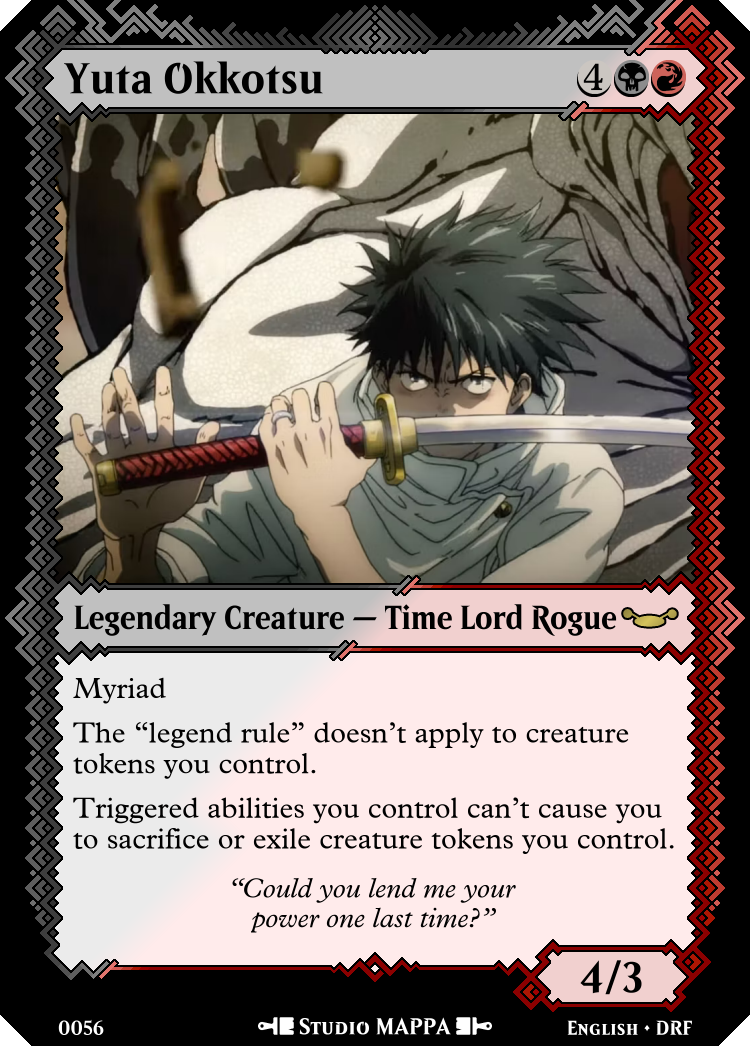 Yuta Okkotsu 4
Legendary Creature — Time Lord Rogue
Myriad
The “legend rule” doesn’t apply to creature
tokens you control.
Triggered abilities you control can’t cause you
to sacrifice or exile creature tokens you control.
“Could you lend me your
power one last time?”
4/3
0056 Studio MAPPA English • DRF